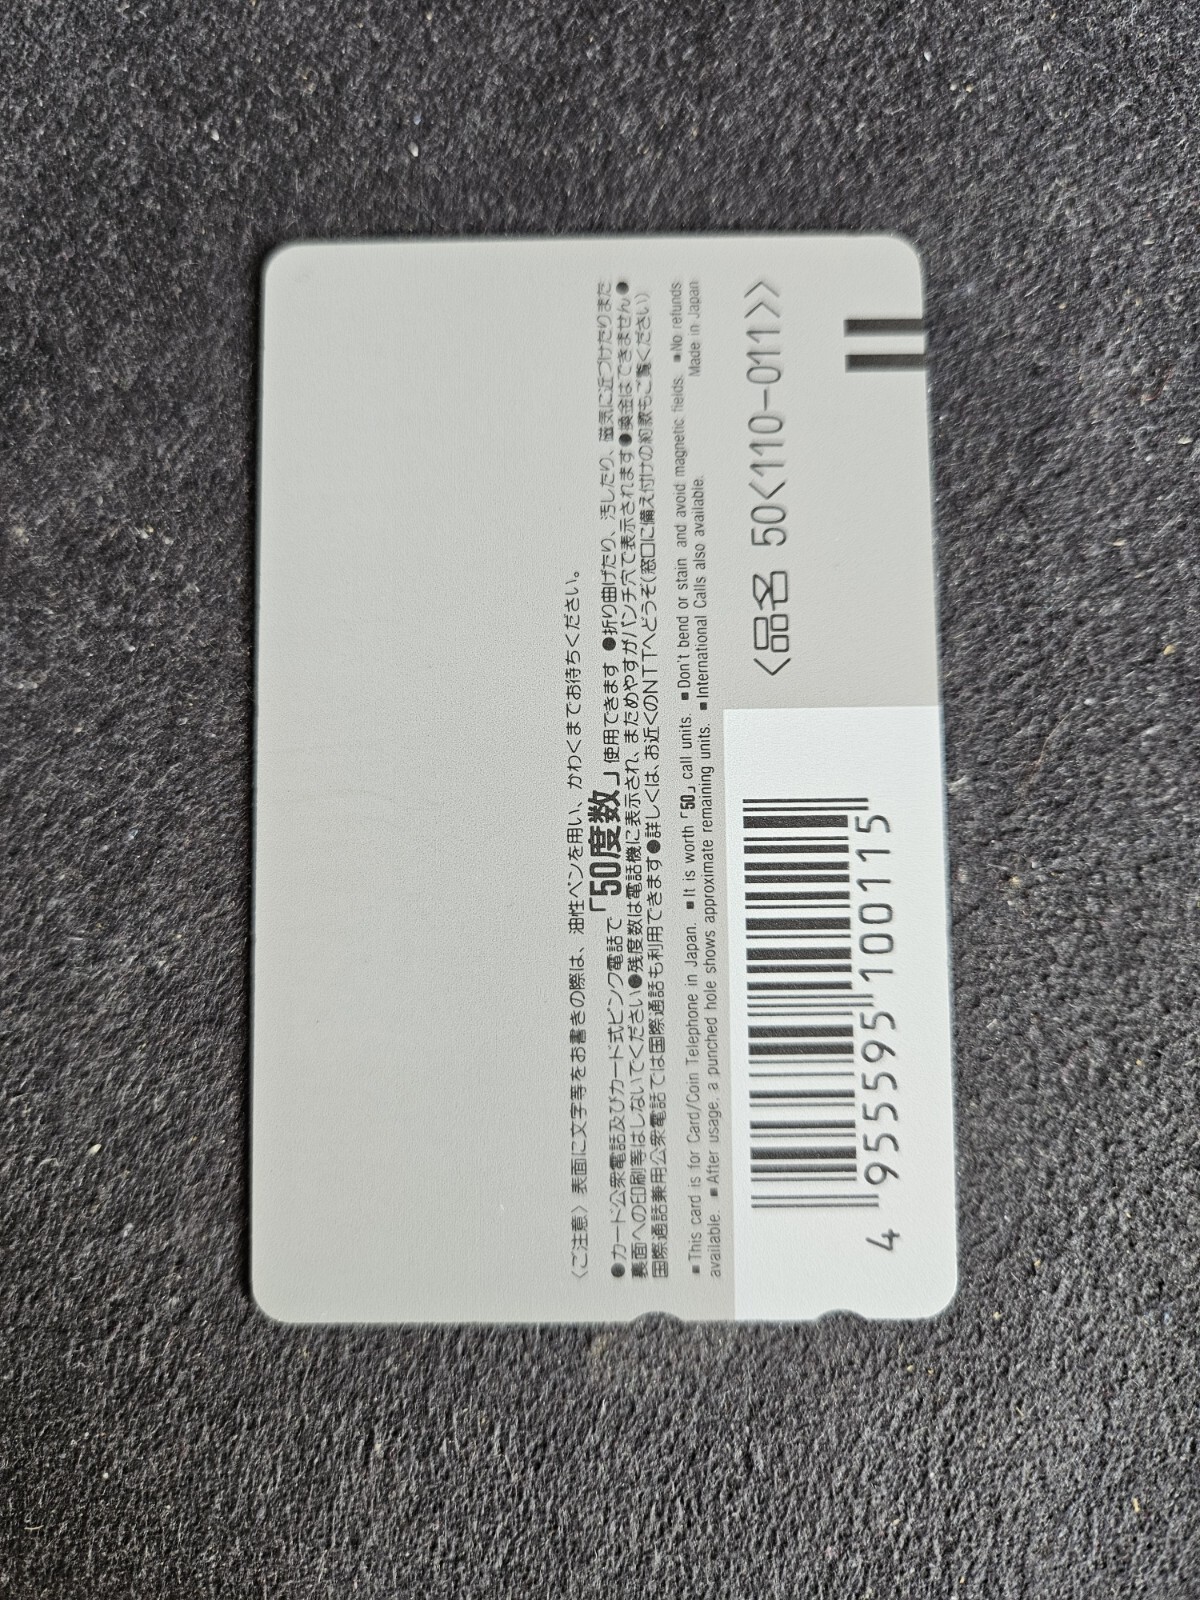 〈ご注意〉表面に文字等をお書きの際は、油性ペンを用い、かわくまでお待ちください。
●カード公衆電話及びカード式ピンク電話で「50度数」使用できます ●折り曲げたり、汚したり、磁気に近づけたりまた
裏面への印刷等はしないでください●残度数は電話機に表示され、まためやすがパンチ穴で表示されます●換金はできません●
国際通話兼用公衆電話では国際通話も利用できます●詳しくは、お近くのNTTへどうぞ(窓口に備え付けの約款もご覧ください)
■This card is for Card/Coin Telephone in Japan. ■It is worth「50」call units. ■Don't bend or stain and avoid magnetic fields. ■No refunds
available. ■After usage, a punched hole shows approximate remaining units. ■International Calls also available. Made in Japan
<品名 50<110-011>>
4 955595 100115